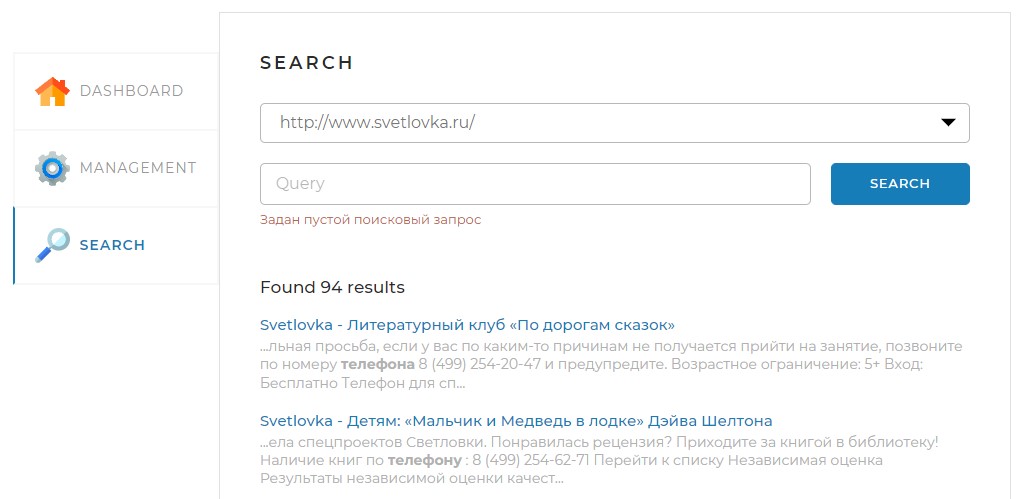 DASHBOARD
MANAGEMENT
SEARCH
SEARCH
http://www.svetlovka.ru/
Query
SEARCH
Задан пустой поисковый запрос
Found 94 results
Svetlovka - Литературный клуб «По дорогам сказок»
...льная просьба, если у вас по каким-то причинам не получается прийти на занятие, позвоните
по номеру телефона 8 (499) 254-20-47 и предупредите. Возрастное ограничение: 5+ Вход:
Бесплатно Телефон для сп...
Svetlovka - Детям: «Мальчик и Медведь в лодке» Дэйва Шелтона
...ела спецпроектов Светловки. Понравилась рецензия? Приходите за книгой в библиотеку!
Наличие книг по телефону : 8 (499) 254-62-71 Перейти к списку Независимая оценка
Результаты независимой оценки качест...